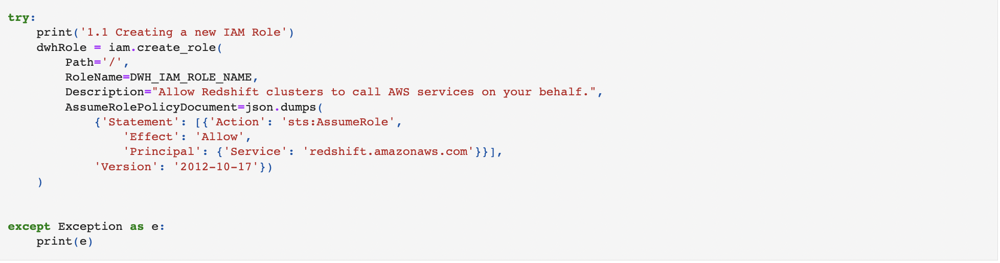 try:
    print('1.1 Creating a new IAM Role')
    dwhRole = iam.create_role(
        Path='/',
        RoleName=DWH_IAM_ROLE_NAME,
        Description="Allow Redshift clusters to call AWS services on your behalf.",
        AssumeRolePolicyDocument=json.dumps(
            {'Statement': [{'Action': 'sts:AssumeRole',
                'Effect': 'Allow',
                'Principal': {'Service': 'redshift.amazonaws.com'}}],
            'Version': '2012-10-17'})
    )
except Exception as e:
    print(e)